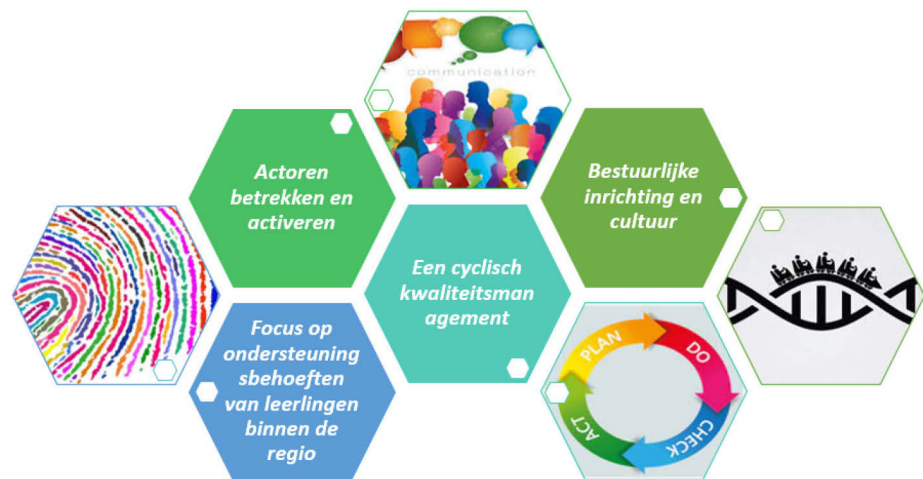 communication
Actoren
betrekken en
activeren
Bestuurlijke
inrichting en
cultuur
Een cyclisch
kwaliteitsman
agement
Focus op
ondersteuning
sbehoeften
van leerlingen
binnen de
regio
PLAN
DO
CHECK
ACT